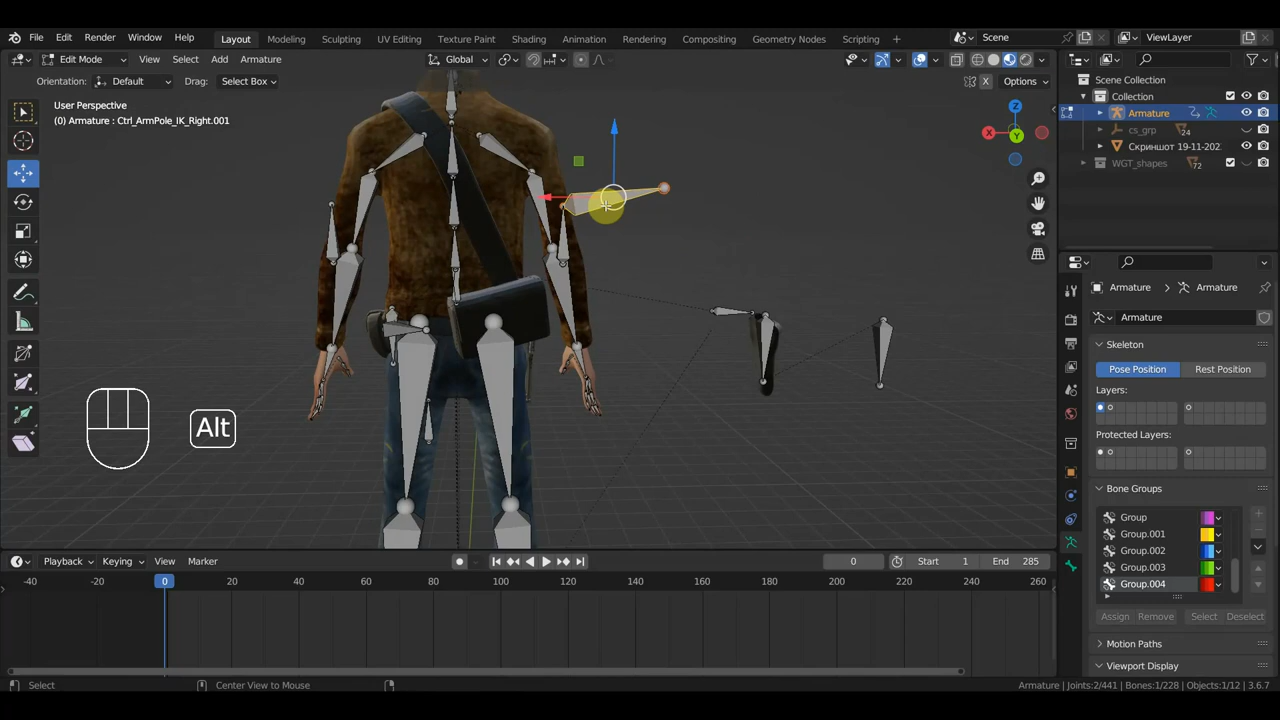 File Edit Render Window Help Layout Modeling Sculpting UV Editing Texture Paint Shading Animation Rendering Compositing Geometry Nodes Scripting Scene ViewLayer
Edit Mode View Select Add Armature Global Options
Orientation: Default Drag: Select Box X Options
User Perspective
(0) Armature : Ctrl_ArmPole_IK_Right.001
Z
X
Y
Alt
Scene Collection
Collection
Armature
cs_grp 24
Скриншот 19-11-202
WGT_shapes 72
Armature Armature
Armature
Skeleton
Pose Position Rest Position
Layers:
Protected Layers:
Bone Groups
Group
Group.001
Group.002
Group.003
Group.004
Assign Remove Select Deselect
Motion Paths
Viewport Display
Playback Keying View Marker 0 Start 1 End 285
-40 -20 0 20 40 60 80 100 120 140 160 180 200 220 240 260
Select Center View to Mouse Armature | Joints:2/441 | Bones:1/228 | Objects:1/12 | 3.6.7